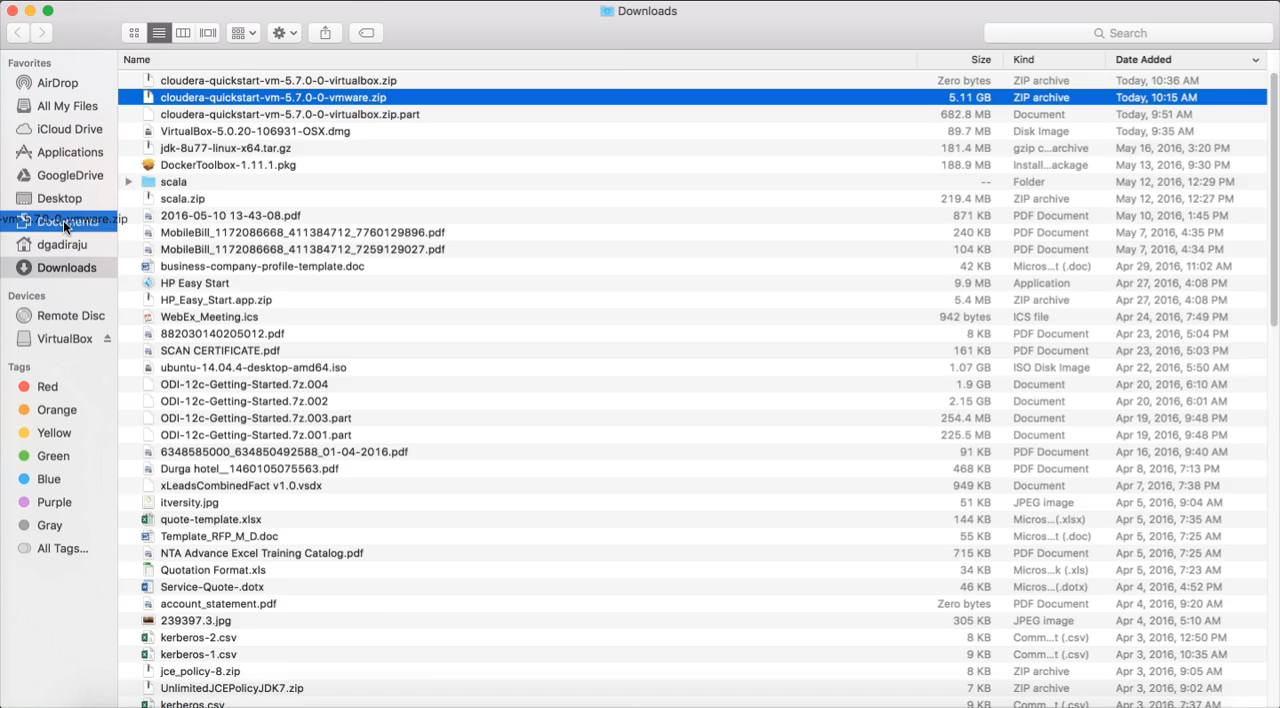 Downloads
Search
Favorites
AirDrop
All My Files
iCloud Drive
Applications
GoogleDrive
Desktop
-vm-5.7.0-0-vmware.zip
Documents
dgadiraju
Downloads
Devices
Remote Disc
VirtualBox
Tags
Red
Orange
Yellow
Green
Blue
Purple
Gray
All Tags...
Name Size Kind Date Added
cloudera-quickstart-vm-5.7.0-0-virtualbox.zip Zero bytes ZIP archive Today, 10:36 AM
cloudera-quickstart-vm-5.7.0-0-vmware.zip 5.11 GB ZIP archive Today, 10:15 AM
cloudera-quickstart-vm-5.7.0-0-virtualbox.zip.part 682.8 MB Document Today, 9:51 AM
VirtualBox-5.0.20-106931-OSX.dmg 89.7 MB Disk Image Today, 9:35 AM
jdk-8u77-linux-x64.tar.gz 181.4 MB gzip c...archive May 16, 2016, 3:20 PM
DockerToolbox-1.11.1.pkg 188.9 MB Install...ackage May 13, 2016, 9:30 PM
scala -- Folder May 12, 2016, 12:29 PM
scala.zip 219.4 MB ZIP archive May 12, 2016, 12:27 PM
2016-05-10 13-43-08.pdf 871 KB PDF Document May 10, 2016, 1:45 PM
MobileBill_1172086668_411384712_7760129896.pdf 240 KB PDF Document May 7, 2016, 4:35 PM
MobileBill_1172086668_411384712_7259129027.pdf 104 KB PDF Document May 7, 2016, 4:34 PM
business-company-profile-template.doc 42 KB Micros...t (.doc) Apr 29, 2016, 11:02 AM
HP Easy Start 9.9 MB Application Apr 27, 2016, 4:08 PM
HP_Easy_Start.app.zip 5.4 MB ZIP archive Apr 27, 2016, 4:08 PM
WebEx_Meeting.ics 942 bytes ICS file Apr 24, 2016, 7:49 PM
882030140205012.pdf 8 KB PDF Document Apr 23, 2016, 5:04 PM
SCAN CERTIFICATE.pdf 161 KB PDF Document Apr 23, 2016, 5:03 PM
ubuntu-14.04.4-desktop-amd64.iso 1.07 GB ISO Disk Image Apr 22, 2016, 5:50 AM
ODI-12c-Getting-Started.7z.004 1.9 GB Document Apr 20, 2016, 6:10 AM
ODI-12c-Getting-Started.7z.002 2.15 GB Document Apr 20, 2016, 6:01 AM
ODI-12c-Getting-Started.7z.003.part 254.4 MB Document Apr 19, 2016, 9:48 PM
ODI-12c-Getting-Started.7z.001.part 225.5 MB Document Apr 19, 2016, 9:48 PM
6348585000_634850492588_01-04-2016.pdf 91 KB PDF Document Apr 16, 2016, 9:40 AM
Durga hotel__1460105075563.pdf 468 KB PDF Document Apr 8, 2016, 7:13 PM
xLeadsCombinedFact v1.0.vsdx 949 KB Document Apr 7, 2016, 7:38 PM
itversity.jpg 51 KB JPEG image Apr 5, 2016, 9:04 AM
quote-template.xlsx 144 KB Micros...(.xlsx) Apr 5, 2016, 7:35 AM
Template_RFP_M_D.doc 55 KB Micros...t (.doc) Apr 5, 2016, 7:25 AM
NTA Advance Excel Training Catalog.pdf 715 KB PDF Document Apr 5, 2016, 7:25 AM
Quotation Format.xls 34 KB Micros...k (.xls) Apr 5, 2016, 7:23 AM
Service-Quote-.dotx 46 KB Micros...(.dotx) Apr 4, 2016, 4:52 PM
account_statement.pdf Zero bytes PDF Document Apr 4, 2016, 9:20 AM
239397.3.jpg 305 KB JPEG image Apr 4, 2016, 5:10 AM
kerberos-2.csv 8 KB Comm...t (.csv) Apr 3, 2016, 12:50 PM
kerberos-1.csv 9 KB Comm...t (.csv) Apr 3, 2016, 10:35 AM
jce_policy-8.zip 8 KB ZIP archive Apr 3, 2016, 9:05 AM
UnlimitedJCEPolicyJDK7.zip 7 KB ZIP archive Apr 3, 2016, 9:02 AM
kerberos.csv 9 KB Comm...t (.csv) Apr 3, 2016, 7:37 AM